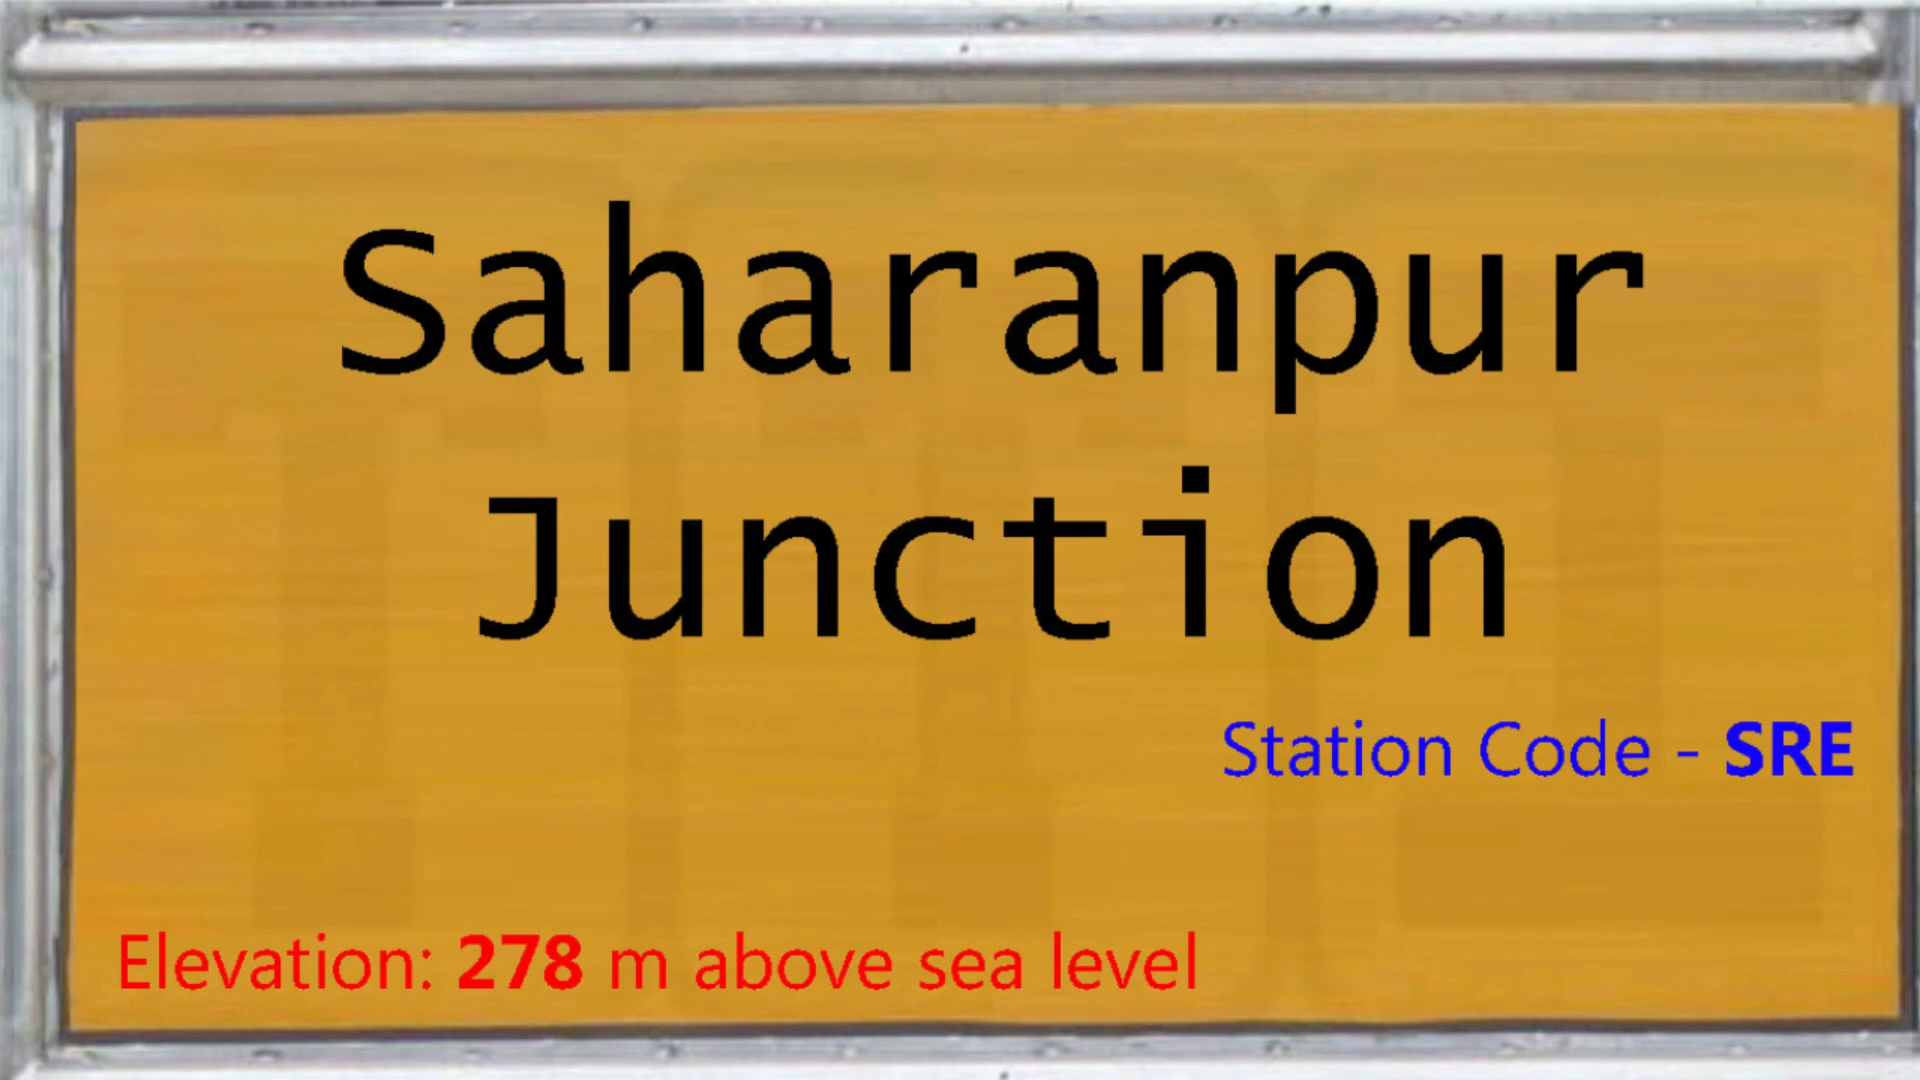 Saharanpur
Junction
Station Code - SRE
Elevation: 278 m above sea level